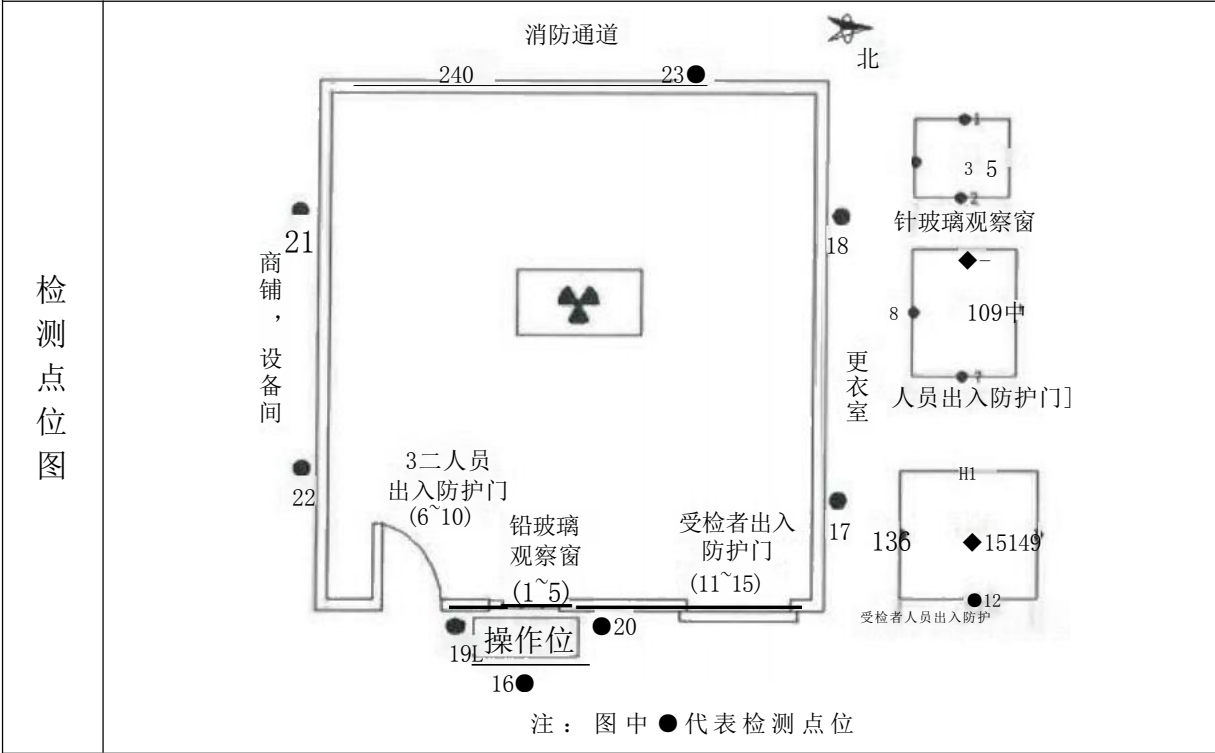 检测点位图
消防通道
北
240
23
1
3 5
2
针玻璃观察窗
21
18
商铺，设备间
8
109中
7
更衣室
人员出入防护门]
3二人员
出入防护门
(6~10)
22
铅玻璃
观察窗
(1~5)
受检者出入
防护门
(11~15)
17
H1
136
15149
12
受检者人员出入防护
19L
操作位
20
16
注：图中●代表检测点位